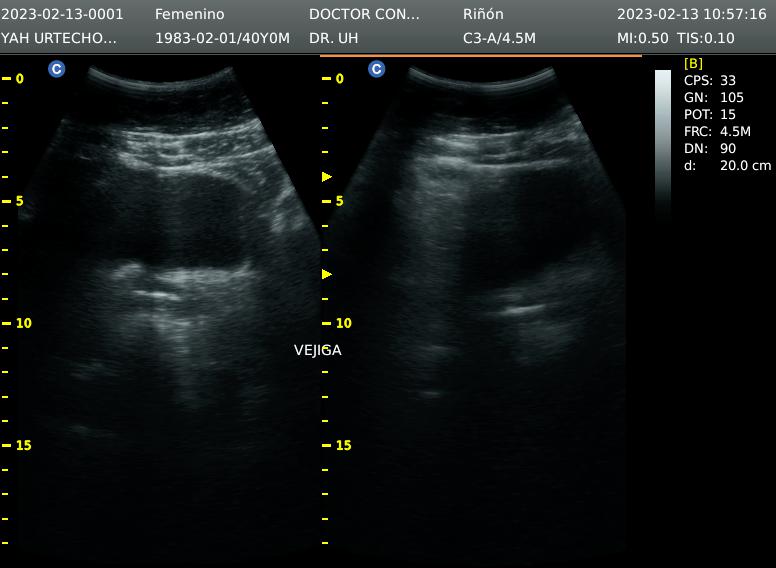 2023-02-13-0001 Femenino DOCTOR CON... Riñón 2023-02-13 10:57:16
YAH URTECHO... 1983-02-01/40Y0M DR. UH C3-A/4.5M MI:0.50 TIS:0.10
C C [B]
0 0 CPS: 33
GN: 105
POT: 15
FRC: 4.5M
DN: 90
d: 20.0 cm
5 5
10 10
VEJIGA
15 15